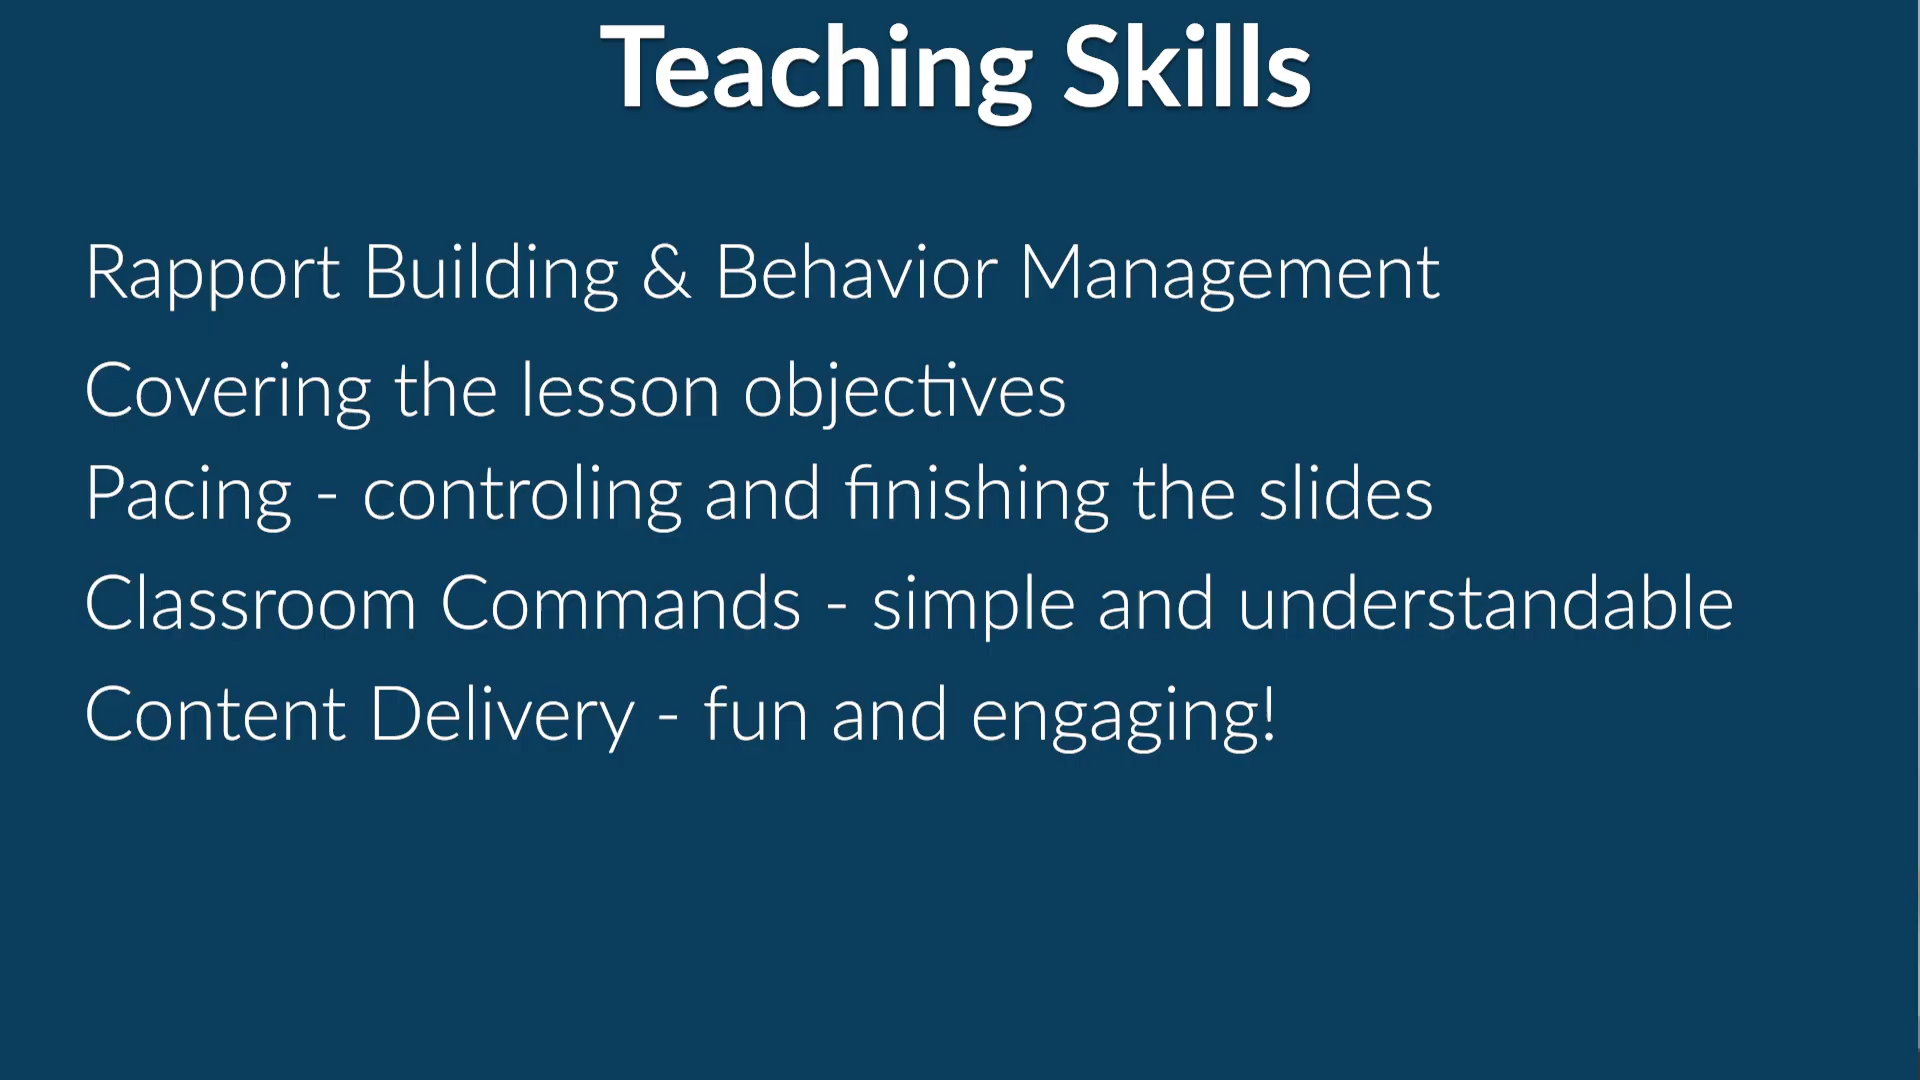 Teaching Skills
Rapport Building & Behavior Management
Covering the lesson objectives
Pacing - controling and finishing the slides
Classroom Commands - simple and understandable
Content Delivery - fun and engaging!